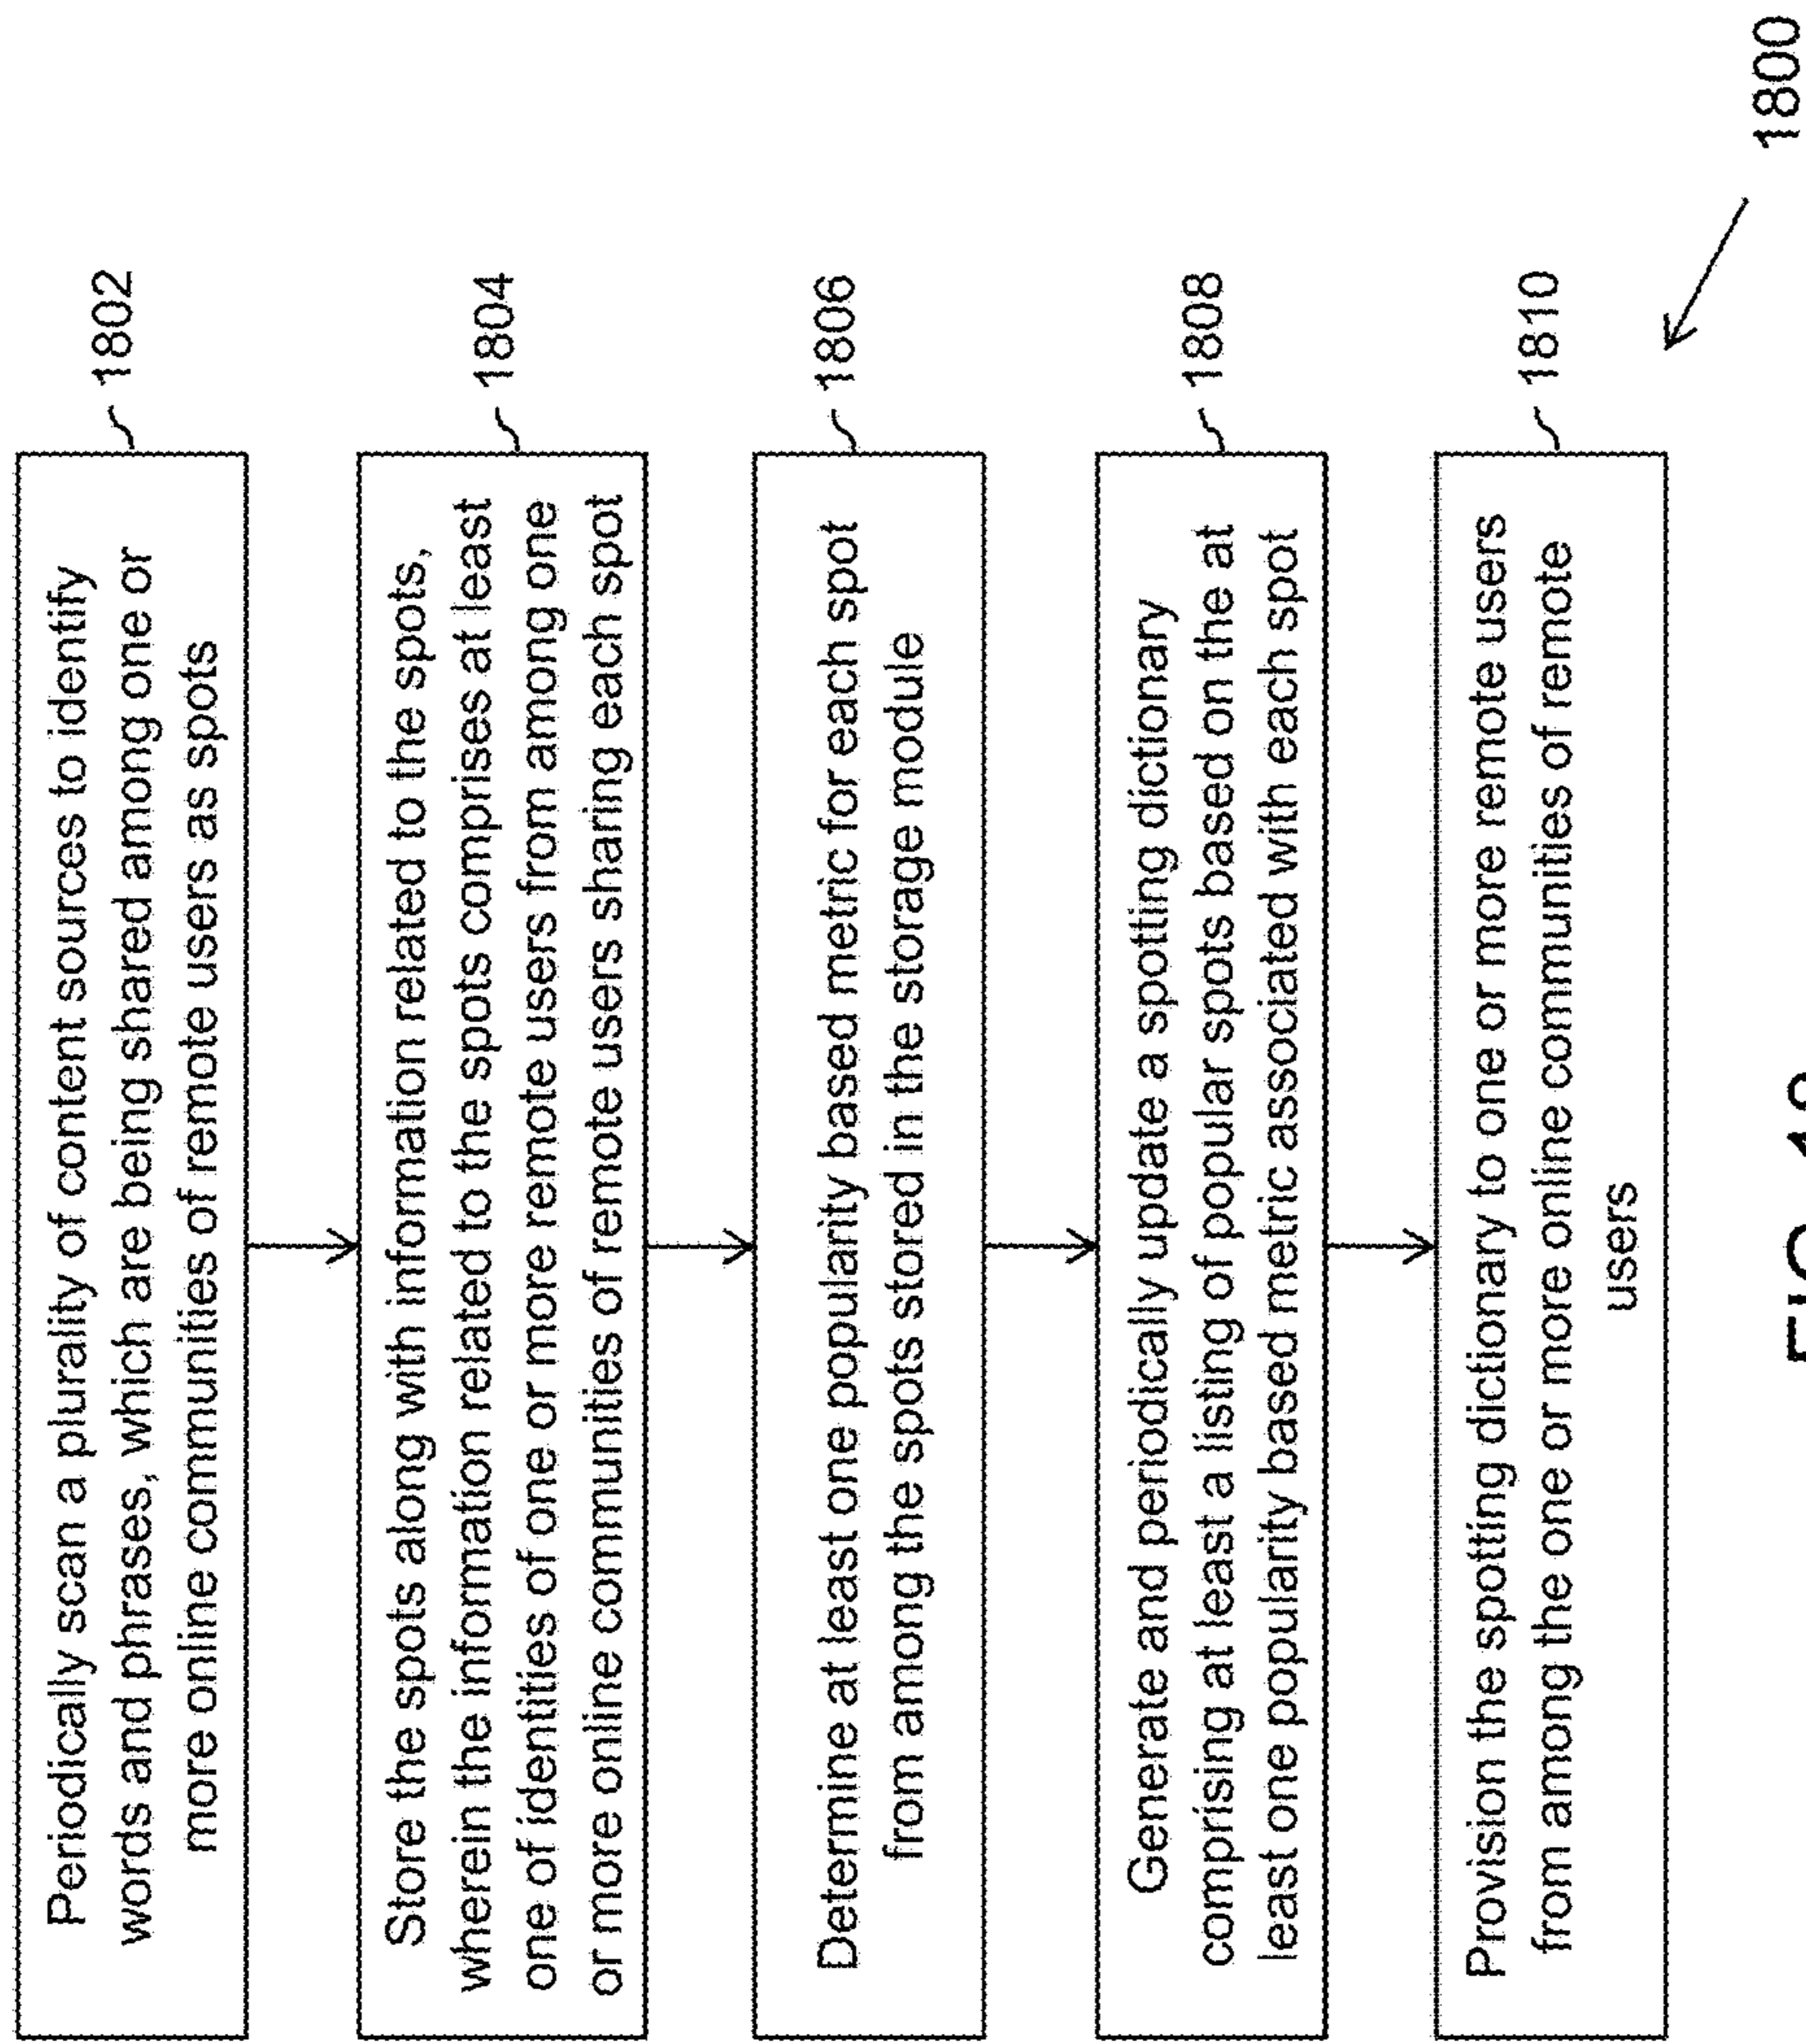 Periodically scan a plurality of content sources to identify
words and phrases, which are being shared among one or
more online communities of remote users as spots
1802
Store the spots along with information related to the spots,
wherein the information related to the spots comprises at least
one of identities of one or more remote users from among one
or more online communities of remote users sharing each spot
1804
Determine at least one popularity based metric for each spot
from among the spots stored in the storage module
1806
Generate and periodically update a spotting dictionary
comprising at least a listing of popular spots based on the at
least one popularity based metric associated with each spot
1808
Provision the spotting dictionary to one or more remote users
from among the one or more online communities of remote
users
1810
1800